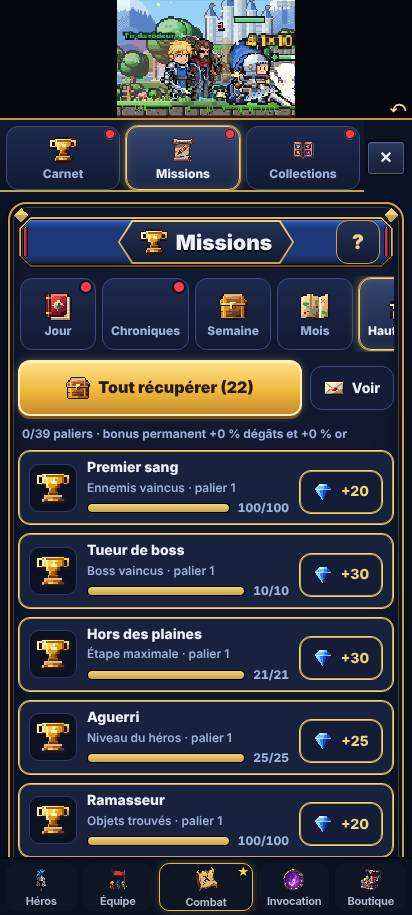 Tir du rôdeur
1×10
Carnet
Missions
Collections
×
Missions
?
Jour
Chroniques
Semaine
Mois
Haut
Tout récupérer (22)
Voir
0/39 paliers · bonus permanent +0 % dégâts et +0 % or
Premier sang
Ennemis vaincus · palier 1
100/100
+20
Tueur de boss
Boss vaincus · palier 1
10/10
+30
Hors des plaines
Étape maximale · palier 1
21/21
+30
Aguerri
Niveau du héros · palier 1
25/25
+25
Ramasseur
Objets trouvés · palier 1
100/100
+20
Héros
Équipe
Combat
Invocation
Boutique